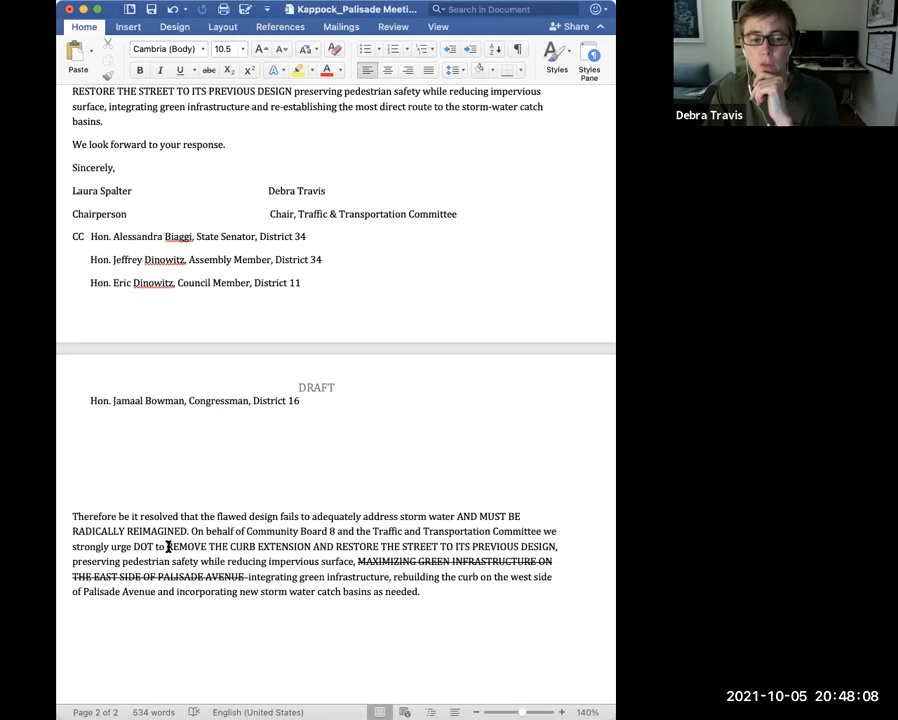 Kappock_Palisade Meeti...
Search in Document
Home Insert Design Layout References Mailings Review View Share
Paste Cambria (Body) 10.5 Styles Styles Pane
RESTORE THE STREET TO ITS PREVIOUS DESIGN preserving pedestrian safety while reducing impervious
surface, integrating green infrastructure and re-establishing the most direct route to the storm-water catch
basins.
We look forward to your response.
Sincerely,
Laura Spalter Debra Travis
Chairperson Chair, Traffic & Transportation Committee
CC Hon. Alessandra Biaggi, State Senator, District 34
Hon. Jeffrey Dinowitz, Assembly Member, District 34
Hon. Eric Dinowitz, Council Member, District 11
DRAFT
Hon. Jamaal Bowman, Congressman, District 16
Therefore be it resolved that the flawed design fails to adequately address storm water AND MUST BE
RADICALLY REIMAGINED. On behalf of Community Board 8 and the Traffic and Transportation Committee we
strongly urge DOT to REMOVE THE CURB EXTENSION AND RESTORE THE STREET TO ITS PREVIOUS DESIGN,
preserving pedestrian safety while reducing impervious surface, MAXIMIZING GREEN INFRASTRUCTURE ON
THE EAST SIDE OF PALISADE AVENUE integrating green infrastructure, rebuilding the curb on the west side
of Palisade Avenue and incorporating new storm water catch basins as needed.
Page 2 of 2 534 words English (United States) 140%
Debra Travis
2021-10-05 20:48:08